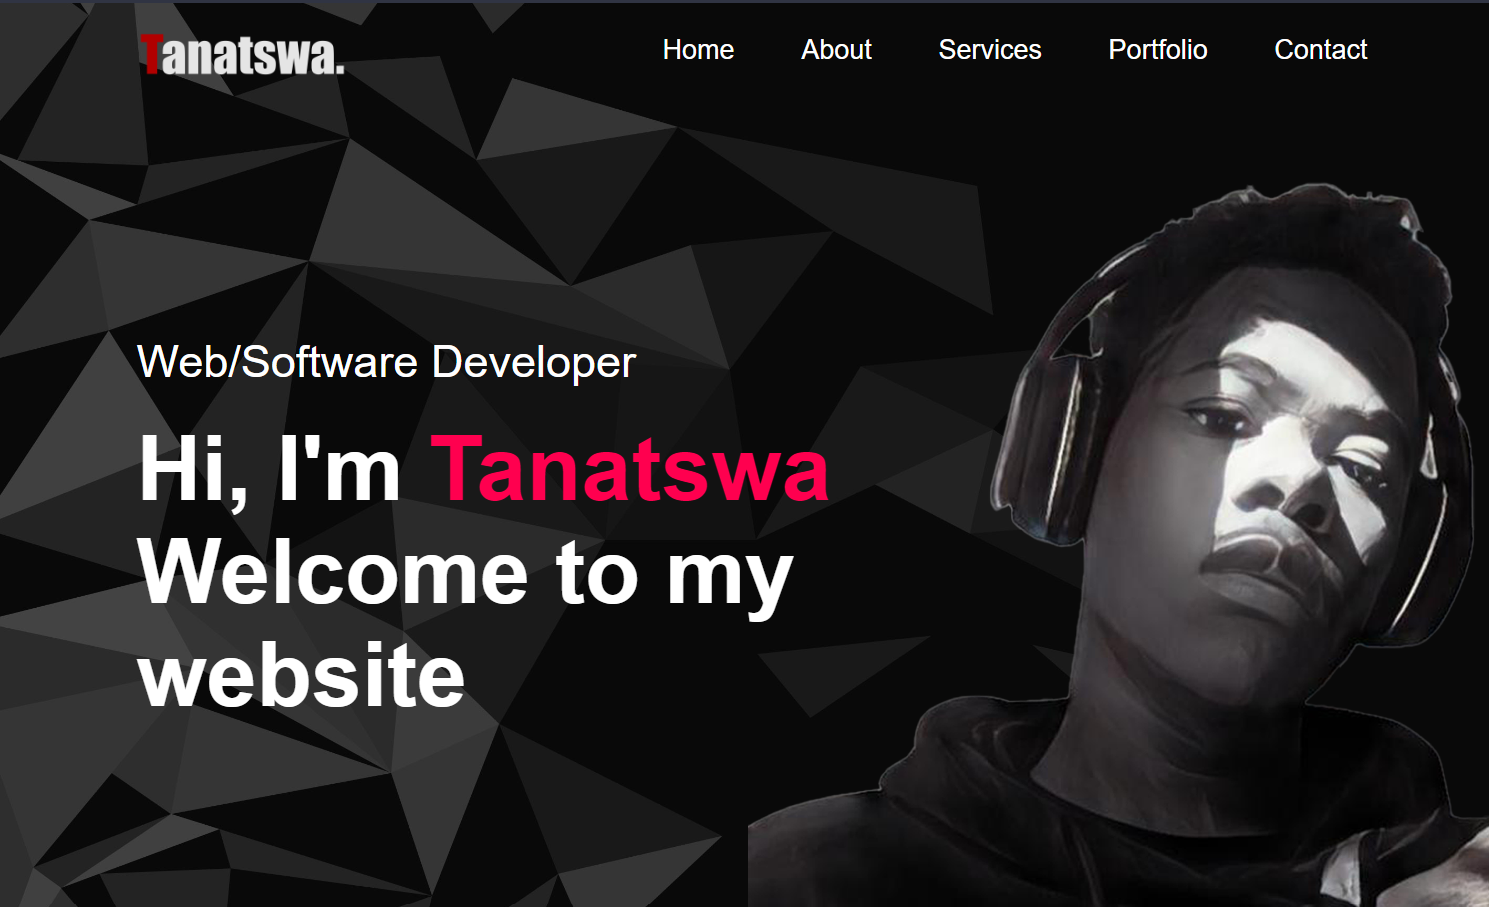 Tanatswa.
Home About Services Portfolio Contact
Web/Software Developer
Hi, I'm Tanatswa
Welcome to my
website